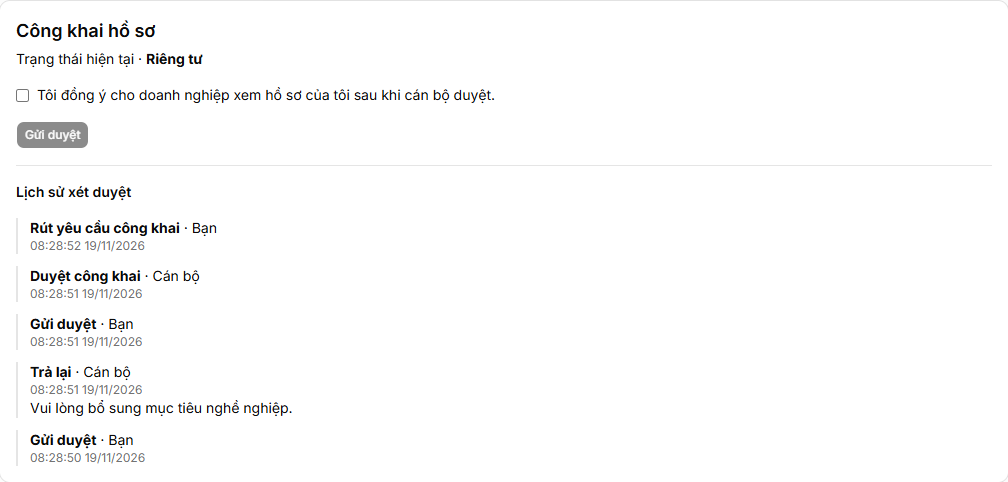 Công khai hồ sơ
Trạng thái hiện tại · Riêng tư
Tôi đồng ý cho doanh nghiệp xem hồ sơ của tôi sau khi cán bộ duyệt.
Gửi duyệt
Lịch sử xét duyệt
Rút yêu cầu công khai · Bạn
08:28:52 19/11/2026
Duyệt công khai · Cán bộ
08:28:51 19/11/2026
Gửi duyệt · Bạn
08:28:51 19/11/2026
Trả lại · Cán bộ
08:28:51 19/11/2026
Vui lòng bổ sung mục tiêu nghề nghiệp.
Gửi duyệt · Bạn
08:28:50 19/11/2026